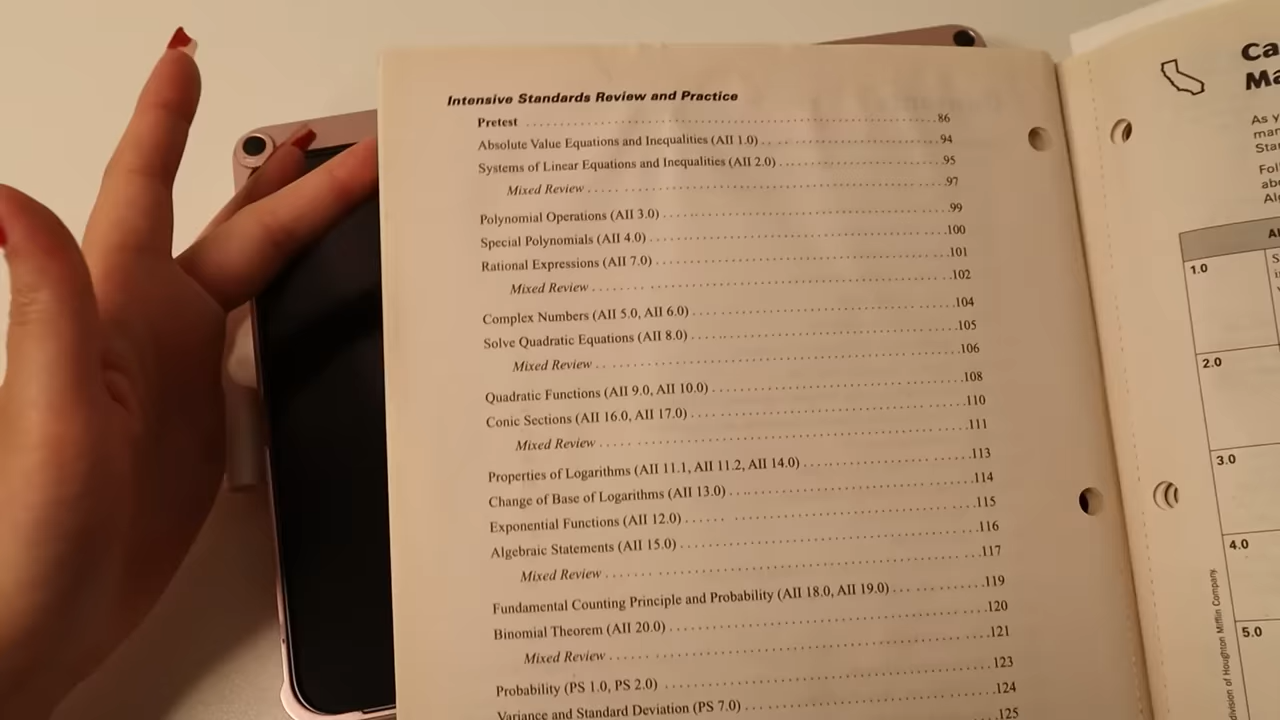 Intensive Standards Review and Practice
Pretest ........................................ 86
Absolute Value Equations and Inequalities (AII 1.0) ........................ 94
Systems of Linear Equations and Inequalities (AII 2.0) ........................ 95
Mixed Review ........................................ 97
Polynomial Operations (AII 3.0) ........................................ 99
Special Polynomials (AII 4.0) ........................................ 100
Rational Expressions (AII 7.0) ........................................ 101
Mixed Review ........................................ 102
Complex Numbers (AII 5.0, AII 6.0) ........................................ 104
Solve Quadratic Equations (AII 8.0) ........................................ 105
Mixed Review ........................................ 106
Quadratic Functions (AII 9.0, AII 10.0) ................................ 108
Conic Sections (AII 16.0, AII 17.0) ................................ 110
Mixed Review ........................................ 111
Properties of Logarithms (AII 11.1, AII 11.2, AII 14.0) ........................ 113
Change of Base of Logarithms (AII 13.0) ................................ 114
Exponential Functions (AII 12.0) ................................ 115
Algebraic Statements (AII 15.0) ................................ 116
Mixed Review ........................................ 117
Fundamental Counting Principle and Probability (AII 18.0, AII 19.0) ................ 119
Binomial Theorem (AII 20.0) ................................ 120
Mixed Review ........................................ 121
Probability (PS 1.0, PS 2.0) ................................ 123
Variance and Standard Deviation (PS 7.0) ................................ 124
125
Ca
Ma
As y
Sta
Fol
1.0
2.0
3.0
4.0
5.0
division of Houghton Mifflin Company.